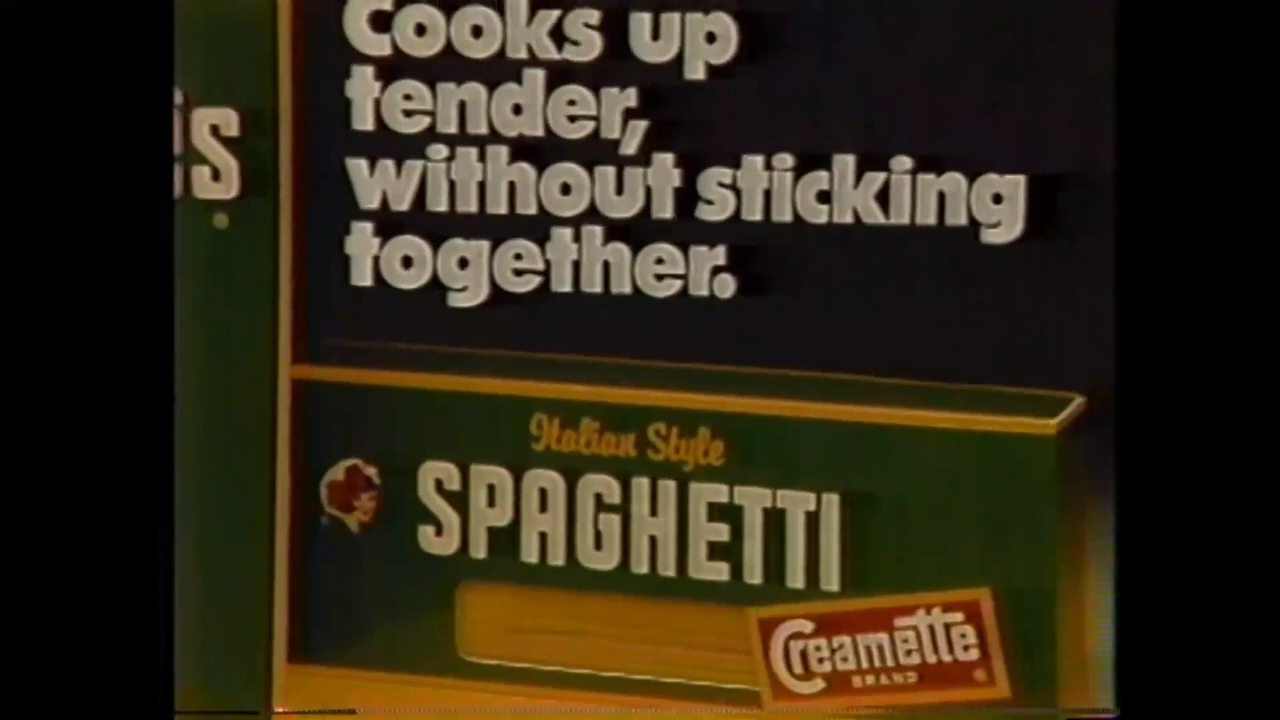 Cooks up
tender,
without sticking
together.
s
Italian Style
SPAGHETTI
Creamette
BRAND
®